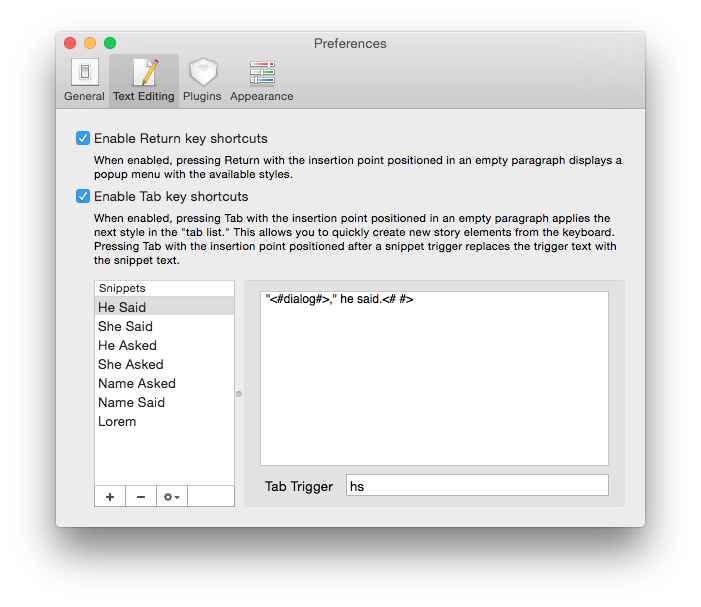 Preferences
General Text Editing Plugins Appearance
Enable Return key shortcuts
When enabled, pressing Return with the insertion point positioned in an empty paragraph displays a
popup menu with the available styles.
Enable Tab key shortcuts
When enabled, pressing Tab with the insertion point positioned in an empty paragraph applies the
next style in the "tab list." This allows you to quickly create new story elements from the keyboard.
Pressing Tab with the insertion point positioned after a snippet trigger replaces the trigger text with
the snippet text.
Snippets
He Said
She Said
He Asked
She Asked
Name Asked
Name Said
Lorem
"<#dialog#>," he said.<# #>
Tab Trigger hs